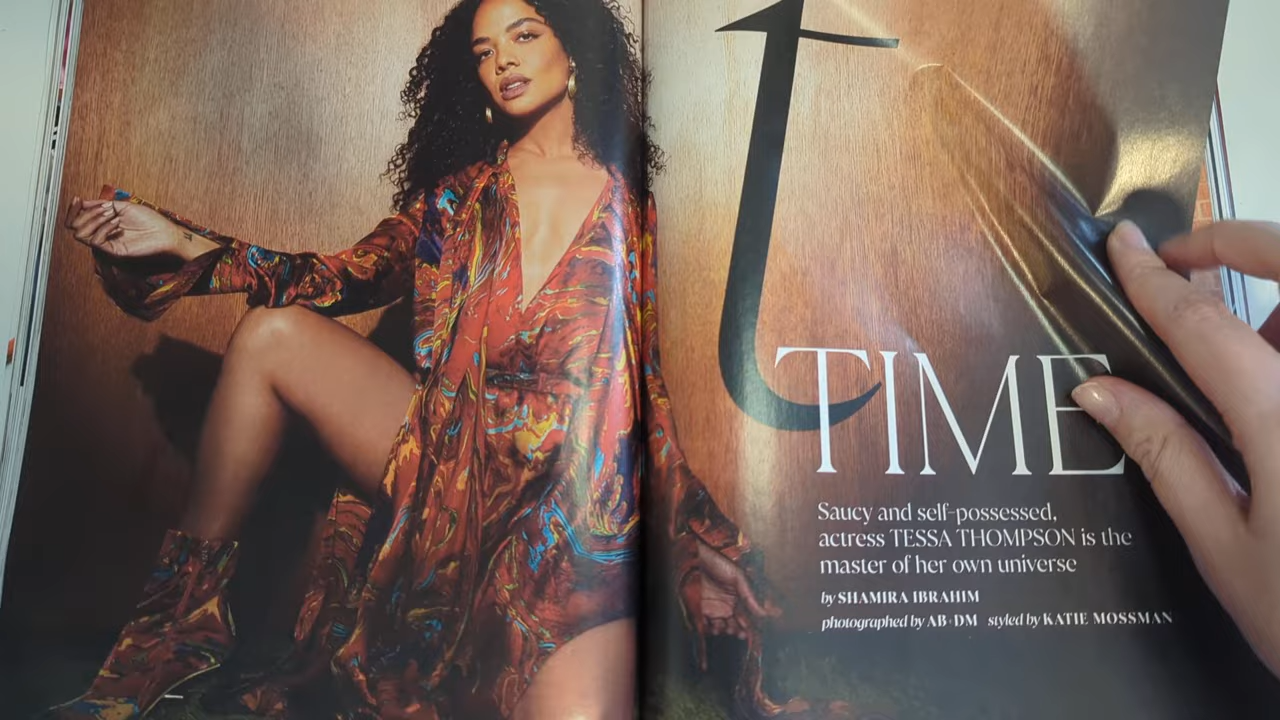 t
TIME
Saucy and self-possessed,
actress TESSA THOMPSON is the
master of her own universe
by SHAMIRA IBRAHIM
photographed by AB+DM styled by KATIE MOSSMAN